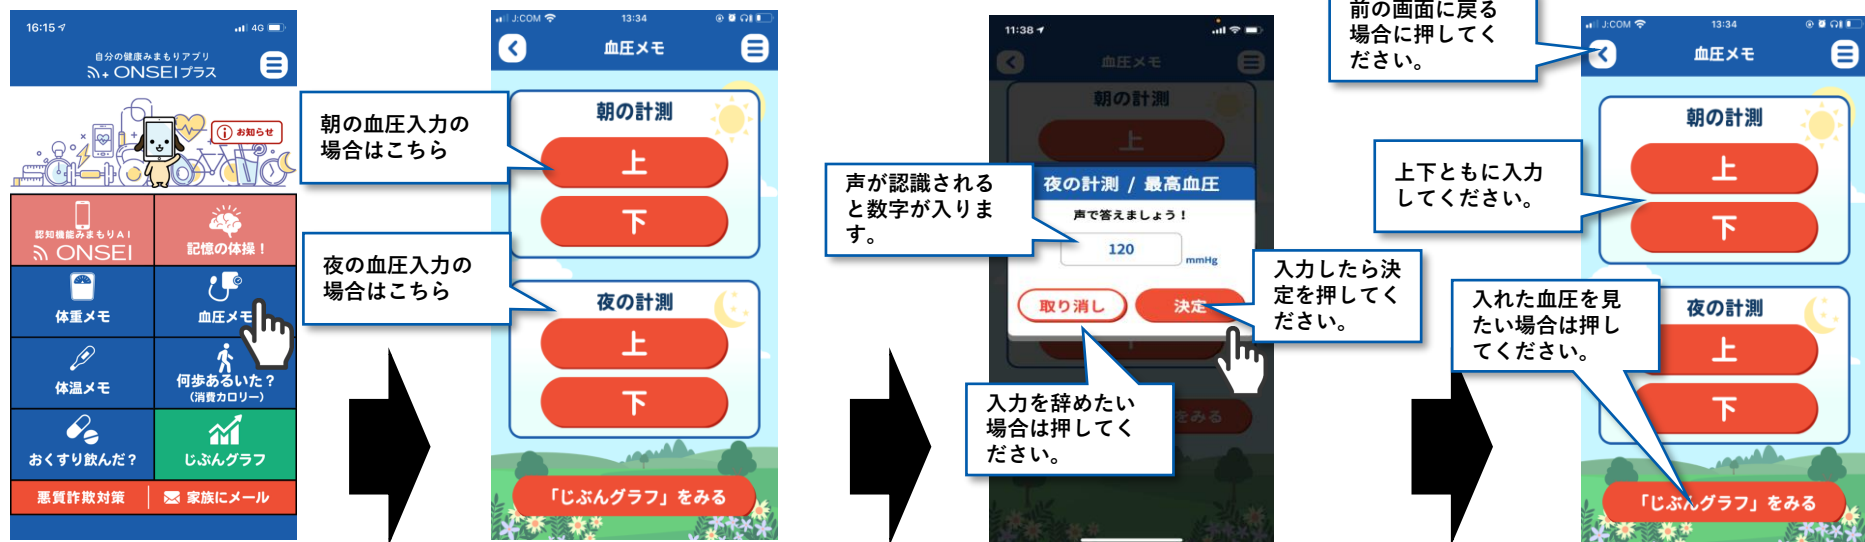 16:15
4G
自分の健康みまもりアプリ
ONSEIプラス
お知らせ
認知機能みまもりAI
ONSEI
記憶の体操！
体重メモ
血圧メモ
体温メモ
何歩あるいた？
（消費カロリー）
おくすり飲んだ？
じぶんグラフ
悪質詐欺対策
家族にメール
J:COM
13:34
血圧メモ
朝の計測
上
下
夜の計測
上
下
「じぶんグラフ」をみる
朝の血圧入力の
場合はこちら
夜の血圧入力の
場合はこちら
11:38
血圧メモ
朝の計測
上
夜の計測 / 最高血圧
声で答えましょう！
120
mmHg
取り消し
決定
をみる
声が認識される
と数字が入りま
す。
入力したら決
定を押してく
ださい。
入力を辞めたい
場合は押してく
ださい。
前の画面に戻る
場合に押してく
ださい。
J:COM
13:34
血圧メモ
朝の計測
上
下
夜の計測
上
下
「じぶんグラフ」をみる
上下ともに入力
してください。
入れた血圧を見
たい場合は押し
てください。